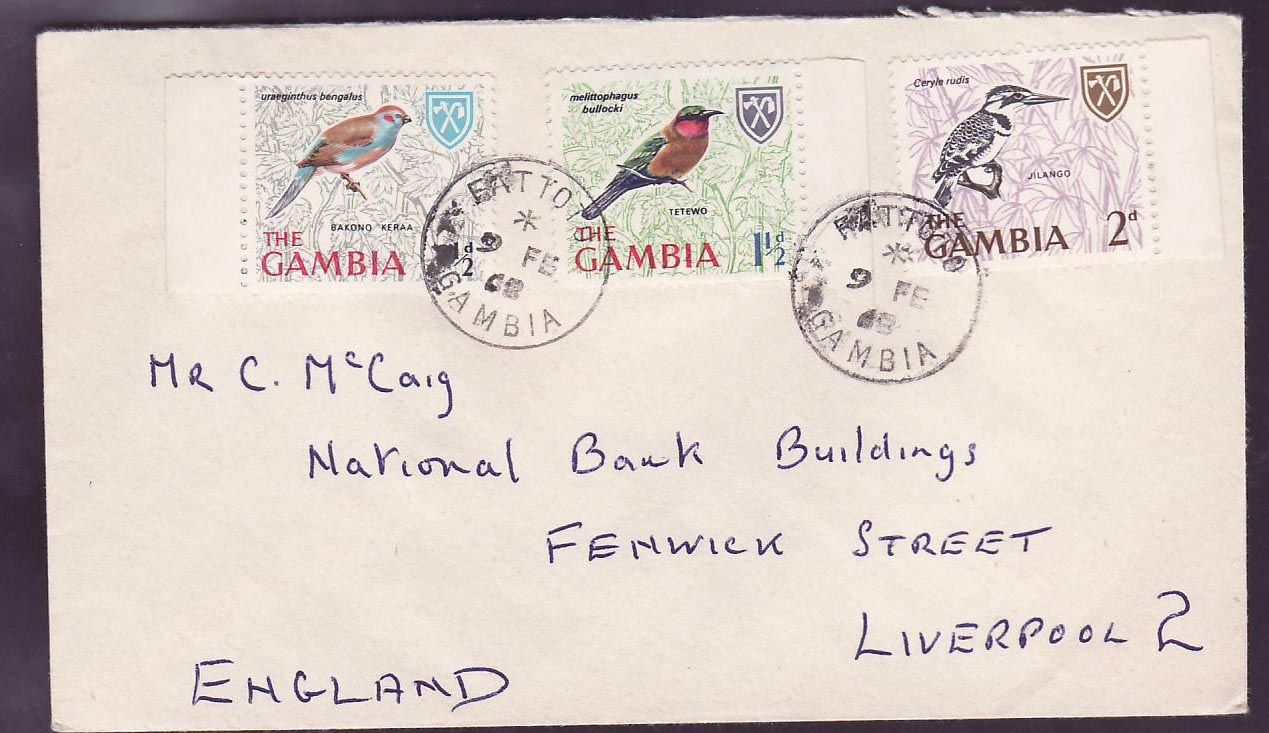 uraeginthus bengalus
BAKONO KERAA
THE
GAMBIA
½d
melittophagus
bullocki
TETEWO
THE
GAMBIA
1½d
Ceryle rudis
JILANGO
THE
GAMBIA
2d
FATTOTO
*
9 FE
68
GAMBIA
FATTOTO
*
9 FE
68
GAMBIA
MR C. McCaig
National Bank Buildings
FENWICK STREET
LIVERPOOL 2
ENGLAND